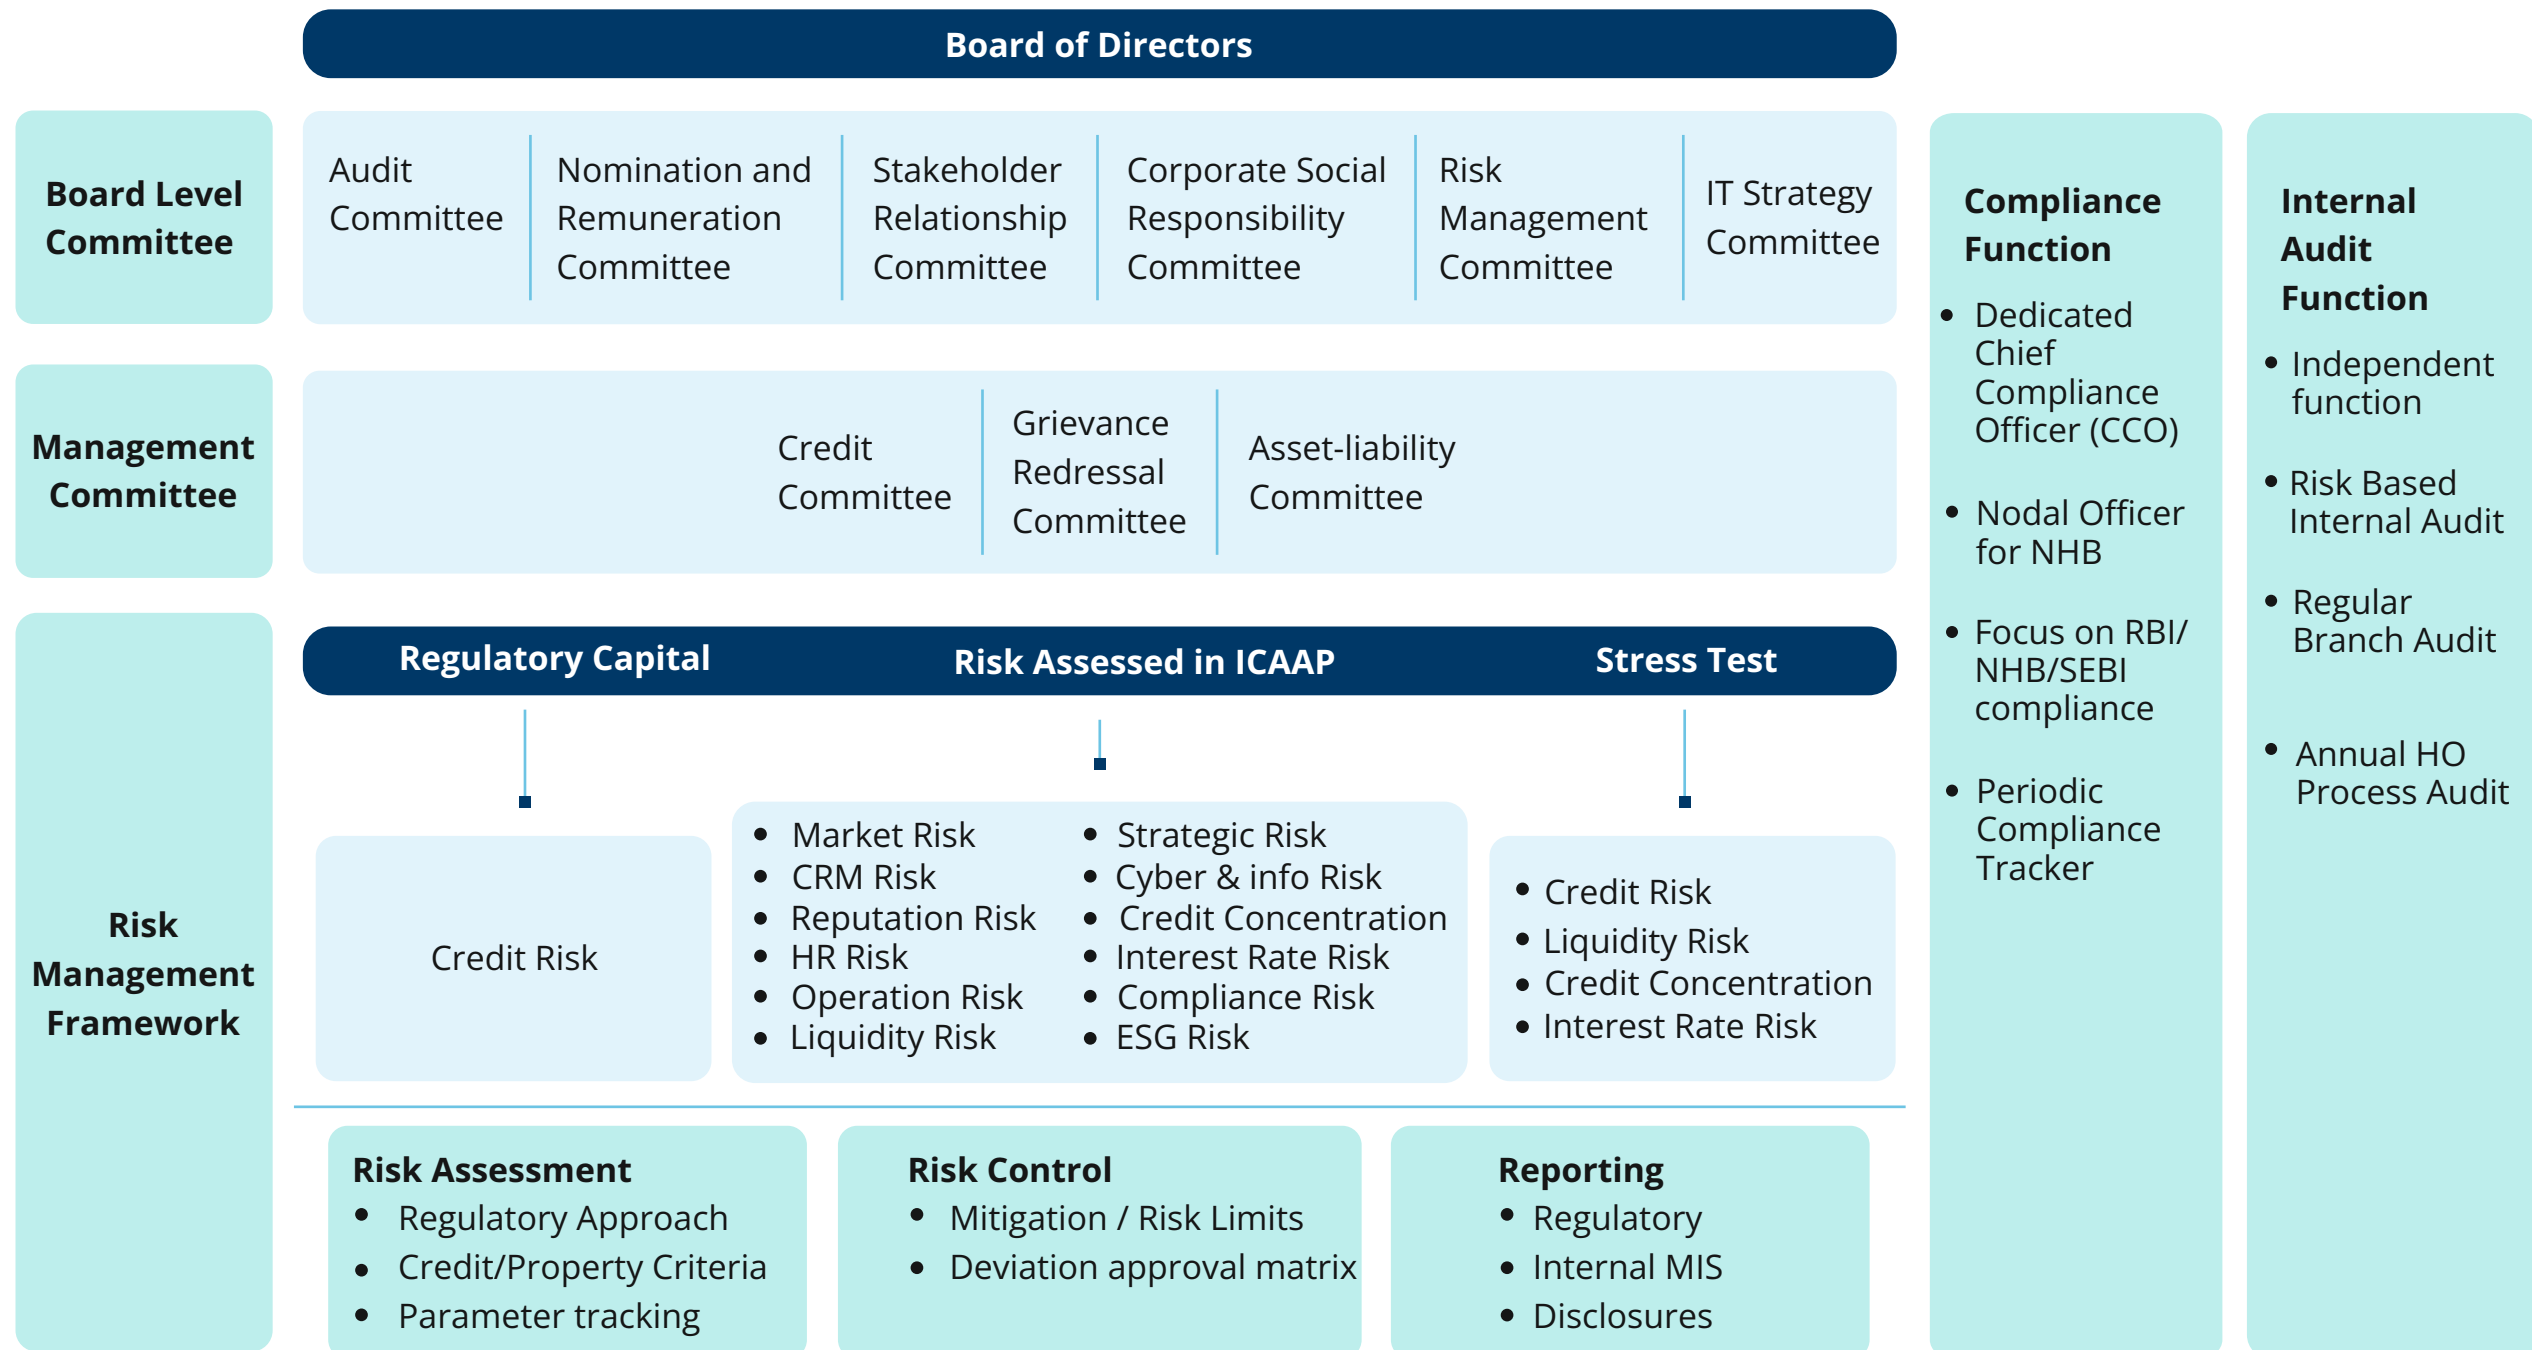 Board of Directors
Board Level
Committee
Audit
Committee
Nomination and
Remuneration
Committee
Stakeholder
Relationship
Committee
Corporate Social
Responsibility
Committee
Risk
Management
Committee
IT Strategy
Committee
Management
Committee
Credit
Committee
Grievance
Redressal
Committee
Asset-liability
Committee
Risk
Management
Framework
Regulatory Capital
Risk Assessed in ICAAP
Stress Test
Credit Risk
• Market Risk
• CRM Risk
• Reputation Risk
• HR Risk
• Operation Risk
• Liquidity Risk
• Strategic Risk
• Cyber & info Risk
• Credit Concentration
• Interest Rate Risk
• Compliance Risk
• ESG Risk
• Credit Risk
• Liquidity Risk
• Credit Concentration
• Interest Rate Risk
Risk Assessment
• Regulatory Approach
• Credit/Property Criteria
• Parameter tracking
Risk Control
• Mitigation / Risk Limits
• Deviation approval matrix
Reporting
• Regulatory
• Internal MIS
• Disclosures
Compliance
Function
• Dedicated
Chief
Compliance
Officer (CCO)
• Nodal Officer
for NHB
• Focus on RBI/
NHB/SEBI
compliance
• Periodic
Compliance
Tracker
Internal
Audit
Function
• Independent
function
• Risk Based
Internal Audit
• Regular
Branch Audit
• Annual HO
Process Audit